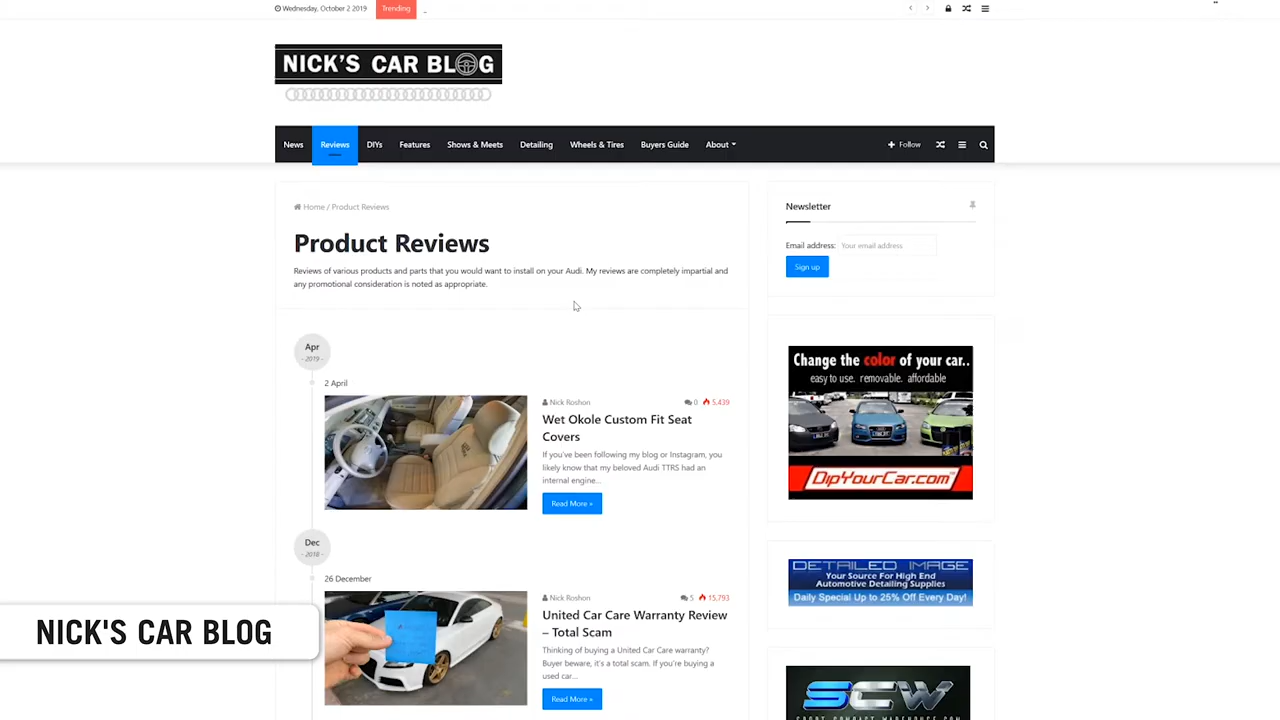 Wednesday, October 2 2019
Trending
NICK'S CAR BLOG
News Reviews DIYs Features Shows & Meets Detailing Wheels & Tires Buyers Guide About
Follow
Home / Product Reviews
Product Reviews
Reviews of various products and parts that you would want to install on your Audi. My reviews are completely impartial and
any promotional consideration is noted as appropriate.
Apr
- 2019 -
2 April
Nick Roshon 0 5,439
Wet Okole Custom Fit Seat
Covers
If you've been following my blog or Instagram, you
likely know that my beloved Audi TTRS had an
internal engine...
Read More »
Dec
- 2018 -
26 December
Nick Roshon 5 15,793
United Car Care Warranty Review
– Total Scam
Thinking of buying a United Car Care warranty?
Buyer beware, it's a total scam. If you're buying a
used car...
Read More »
Newsletter
Email address: Your email address
Sign up
Change the color of your car..
easy to use. removable. affordable
DipYourCar.com
DETAILED IMAGE
Your Source For High End
Automotive Detailing Supplies
Daily Special Up to 25% Off Every Day!
SCW
SPORT COMPACT WAREHOUSE.COM
NICK'S CAR BLOG